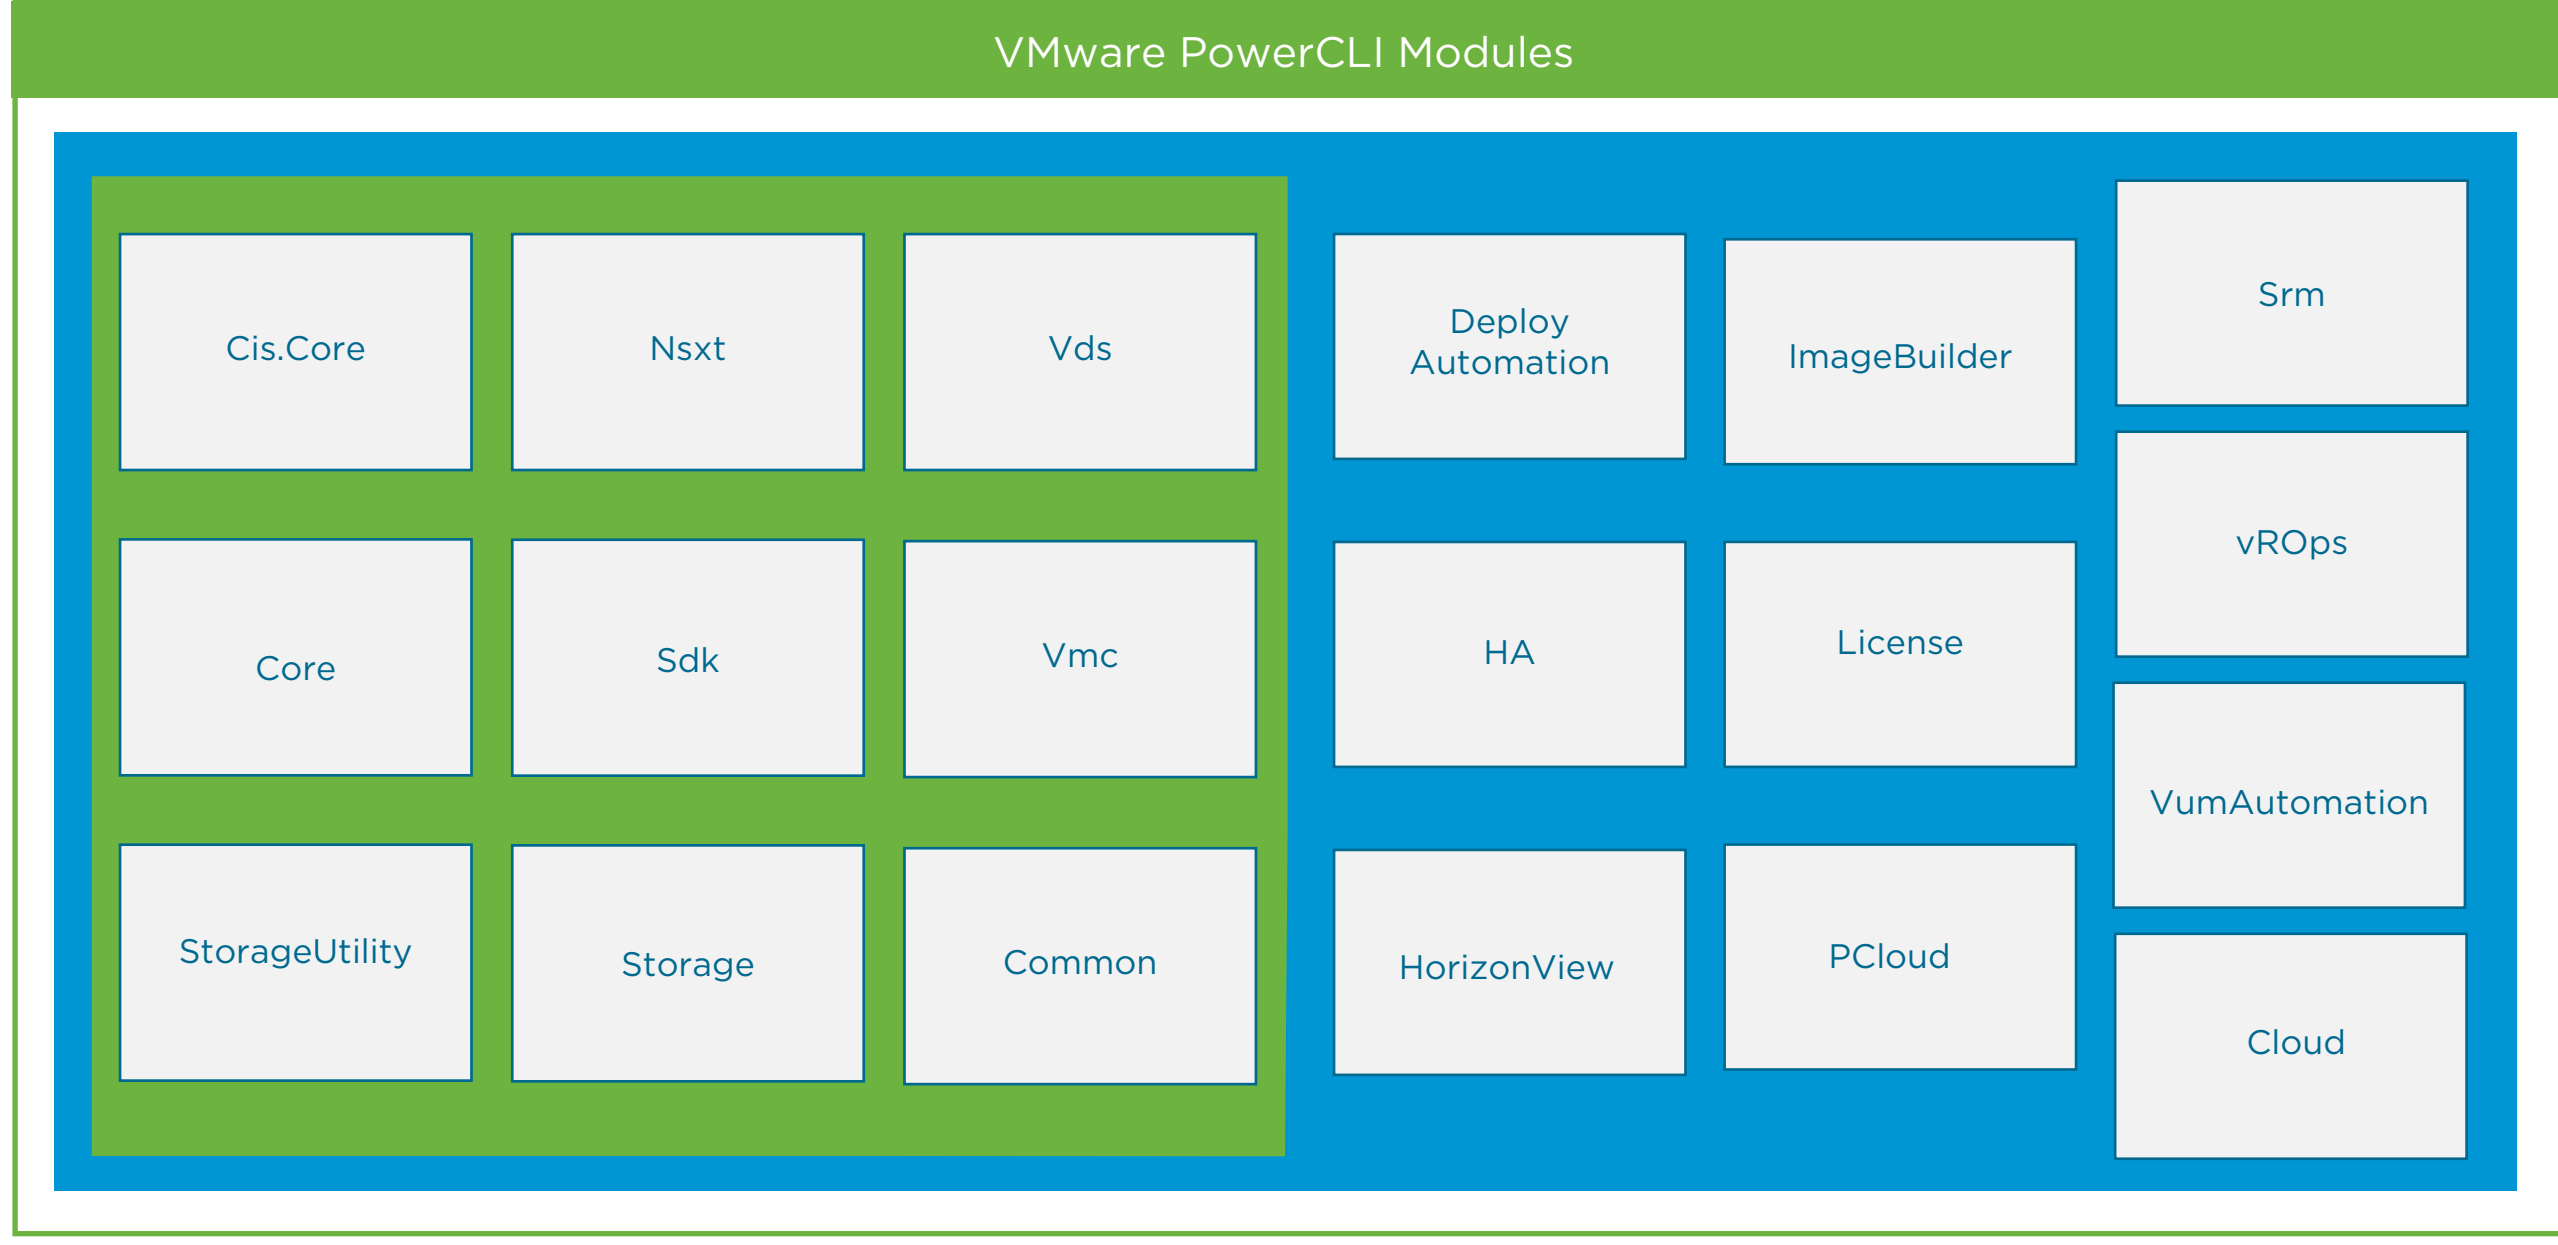 VMware PowerCLI Modules
Cis.Core
Nsxt
Vds
Deploy
Automation
ImageBuilder
Srm
vROps
Core
Sdk
Vmc
HA
License
VumAutomation
StorageUtility
Storage
Common
HorizonView
PCloud
Cloud